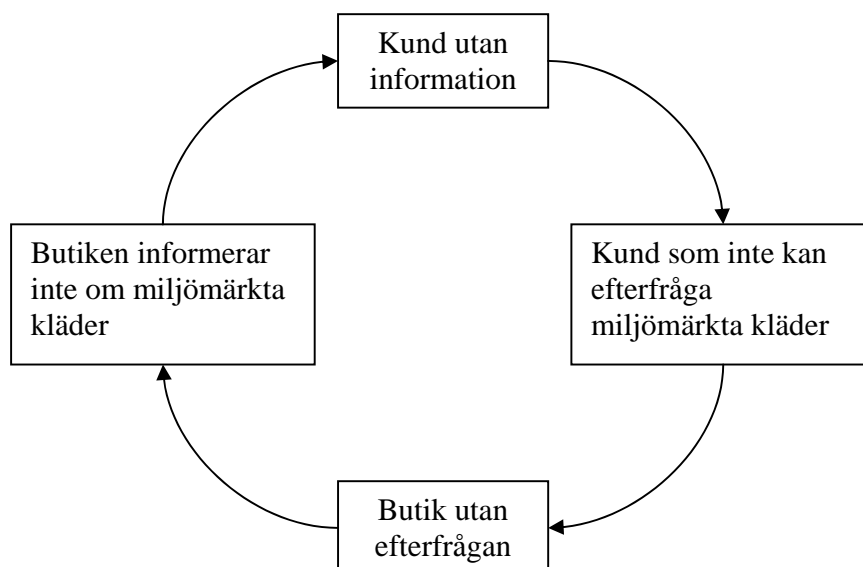 Kund utan
information
Butiken informerar
inte om miljömärkta
kläder
Kund som inte kan
efterfråga
miljömärkta kläder
Butik utan
efterfrågan